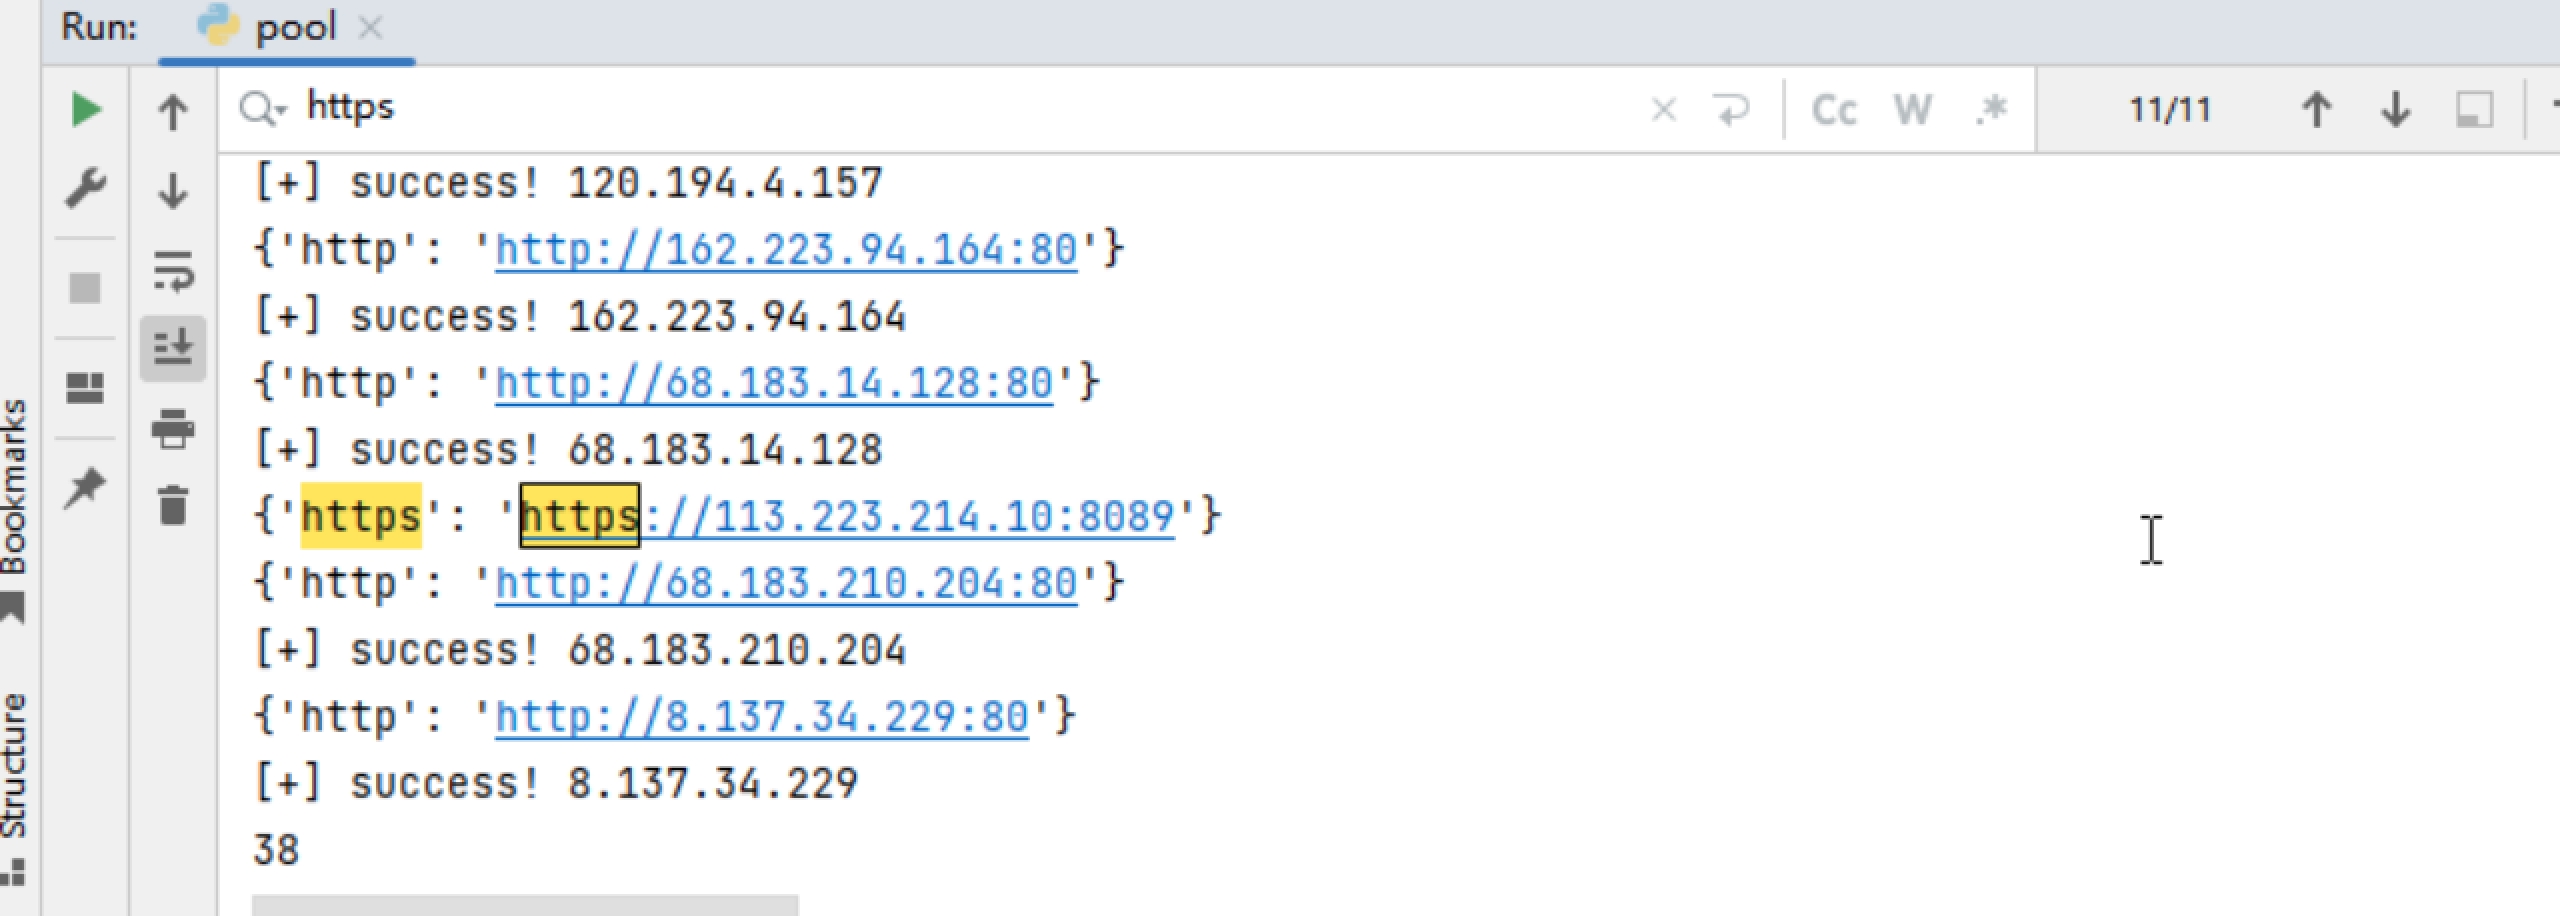 Run: pool
https
Cc W .* 11/11
[+] success! 120.194.4.157
{'http': 'http://162.223.94.164:80'}
[+] success! 162.223.94.164
{'http': 'http://68.183.14.128:80'}
[+] success! 68.183.14.128
{'https': 'https://113.223.214.10:8089'}
{'http': 'http://68.183.210.204:80'}
[+] success! 68.183.210.204
{'http': 'http://8.137.34.229:80'}
[+] success! 8.137.34.229
38
Bookmarks
Structure